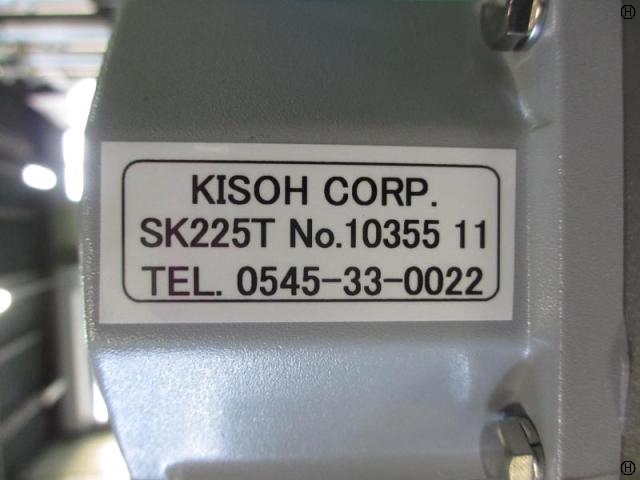 KISOH CORP.
SK225T No.10355 11
TEL. 0545-33-0022